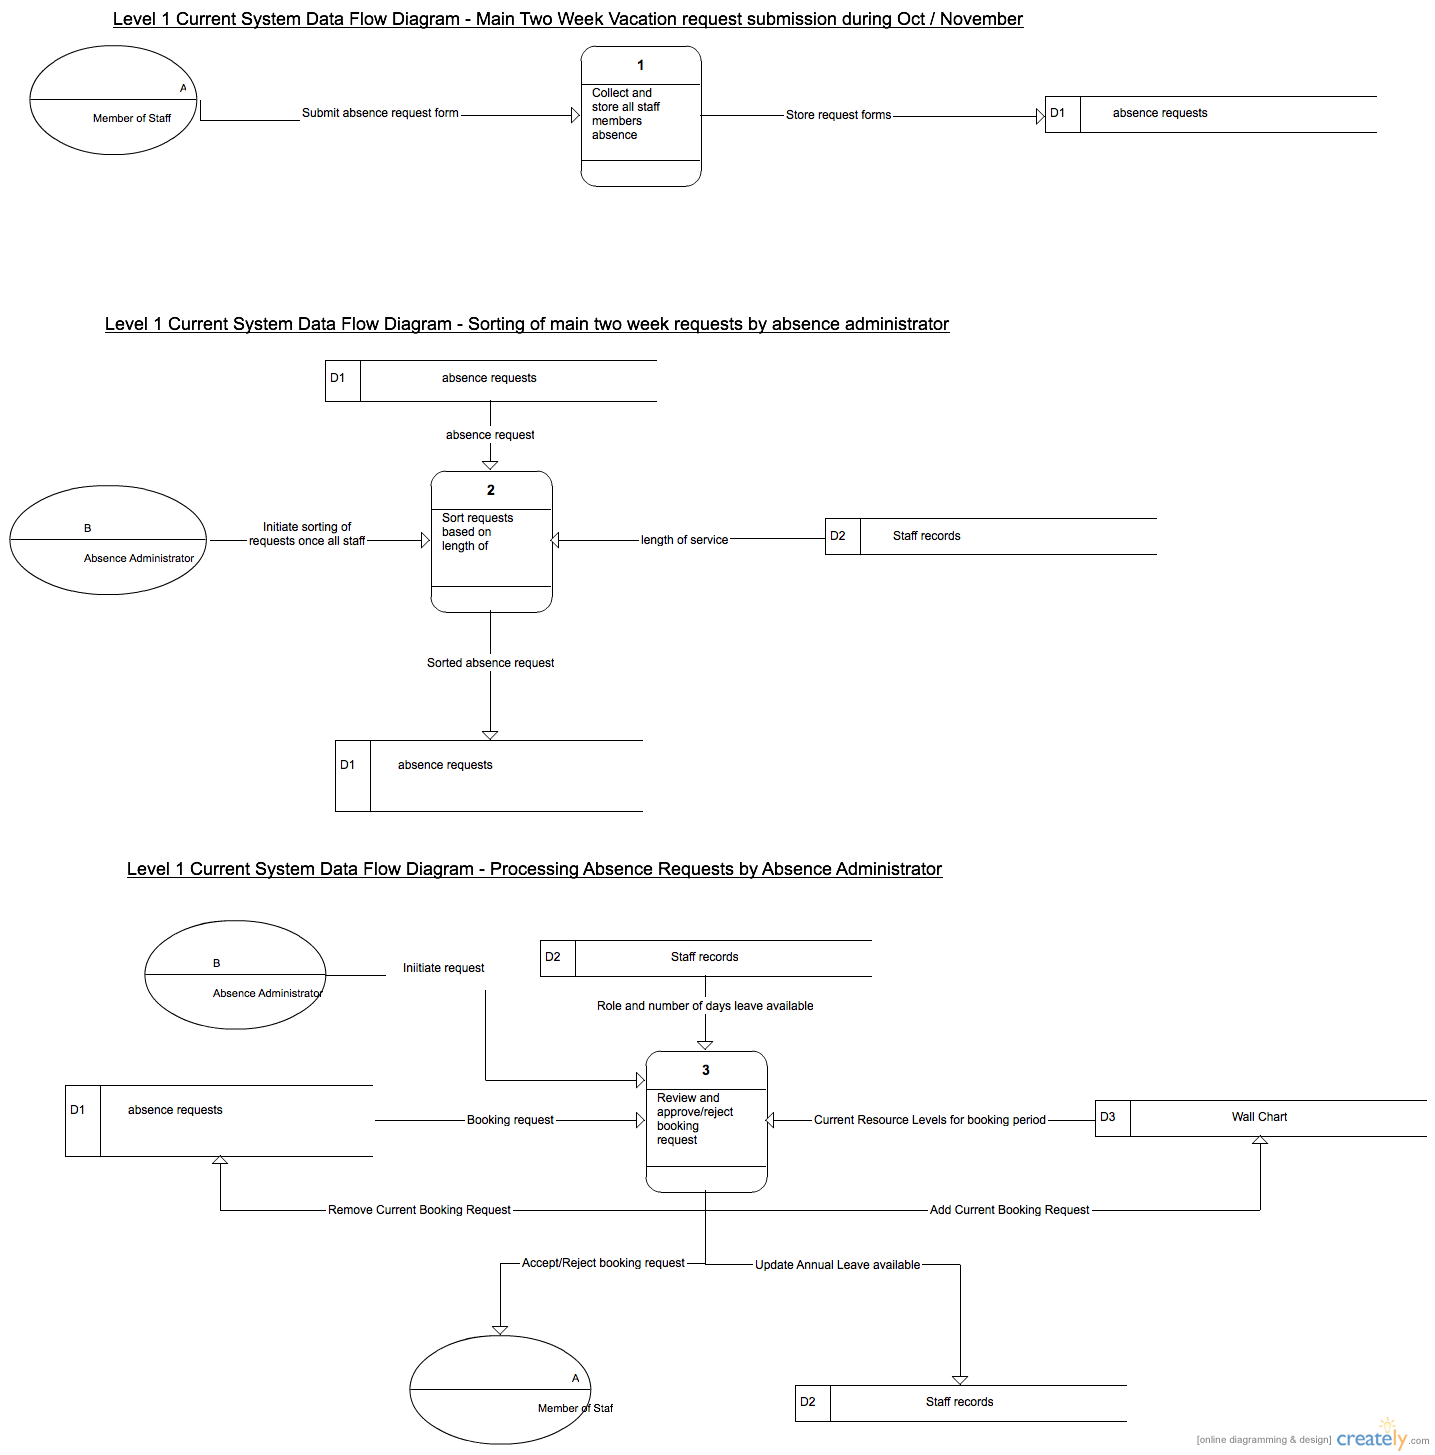 Level 1 Current System Data Flow Diagram - Main Two Week Vacation request submission during Oct / November
A
Member of Staff
Submit absence request form
1
Collect and
store all staff
members
absence
Store request forms
D1
absence requests
Level 1 Current System Data Flow Diagram - Sorting of main two week requests by absence administrator
D1
absence requests
absence request
B
Absence Administrator
Initiate sorting of
requests once all staff
2
Sort requests
based on
length of
length of service
D2
Staff records
Sorted absence request
D1
absence requests
Level 1 Current System Data Flow Diagram - Processing Absence Requests by Absence Administrator
B
Absence Administrator
Iniitiate request
D2
Staff records
Role and number of days leave available
3
Review and
approve/reject
booking
request
D1
absence requests
Booking request
Current Resource Levels for booking period
D3
Wall Chart
Remove Current Booking Request
Add Current Booking Request
Accept/Reject booking request
Update Annual Leave available
A
Member of Staf
D2
Staff records
[online diagramming & design] creately.com